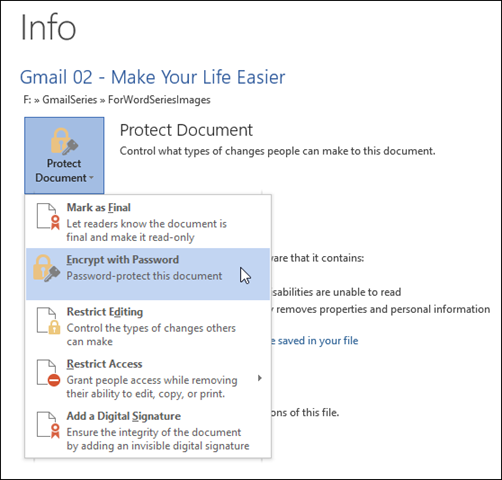 Info
Gmail 02 - Make Your Life Easier
F: » GmailSeries » ForWordSeriesImages
Protect
Document
Protect Document
Control what types of changes people can make to this document.
Mark as Final
Let readers know the document is
final and make it read-only
Encrypt with Password
Password-protect this document
Restrict Editing
Control the types of changes others
can make
Restrict Access
Grant people access while removing
their ability to edit, copy, or print.
Add a Digital Signature
Ensure the integrity of the document
by adding an invisible digital signature
ware that it contains:
sabilities are unable to read
y removes properties and personal information
e saved in your file
ons of this file.